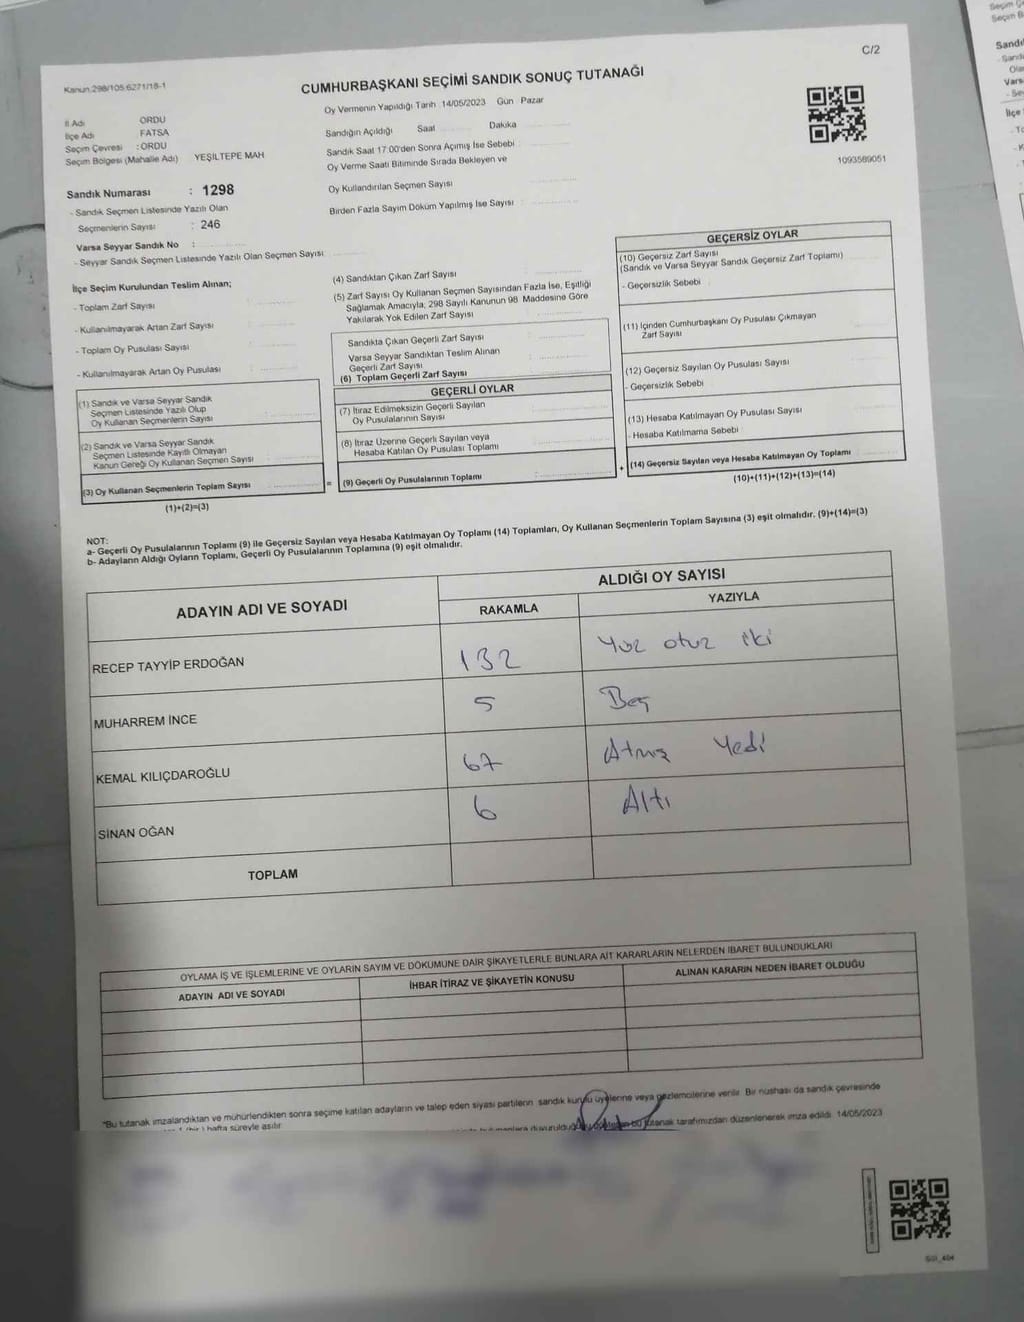 C/2
Kanun.298/105.6271/18-1
CUMHURBAŞKANI SEÇİMİ SANDIK SONUÇ TUTANAĞI
Oy Vermenin Yapıldığı Tarih 14/05/2023 Gün Pazar
İl Adı ORDU
İlçe Adı FATSA
Seçim Çevresi : ORDU
Seçim Bölgesi (Mahalle Adı) YEŞİLTEPE MAH
Sandığın Açıldığı Saat Dakika
Sandık Saat 17:00'den Sonra Açılmış İse Sebebi
Oy Verme Saati Bitiminde Sırada Bekleyen ve
Oy Kullandırılan Seçmen Sayısı
Birden Fazla Sayım Döküm Yapılmış İse Sayısı :
1093589051
Sandık Numarası : 1298
- Sandık Seçmen Listesinde Yazılı Olan
Seçmenlerin Sayısı : 246
Varsa Seyyar Sandık No :
- Seyyar Sandık Seçmen Listesinde Yazılı Olan Seçmen Sayısı:
İlçe Seçim Kurulundan Teslim Alınan;
- Toplam Zarf Sayısı
- Kullanılmayarak Artan Zarf Sayısı
- Toplam Oy Pusulası Sayısı
- Kullanılmayarak Artan Oy Pusulası
(1) Sandık ve Varsa Seyyar Sandık
Seçmen Listesinde Yazılı Olup
Oy Kullanan Seçmenlerin Sayısı
(2) Sandık ve Varsa Seyyar Sandık
Seçmen Listesinde Kayıtlı Olmayan
Kanun Gereği Oy Kullanan Seçmen Sayısı
(3) Oy Kullanan Seçmenlerin Toplam Sayısı
(1)+(2)=(3)
(4) Sandıktan Çıkan Zarf Sayısı
(5) Zarf Sayısı Oy Kullanan Seçmen Sayısından Fazla İse, Eşitliği
Sağlamak Amacıyla, 298 Sayılı Kanunun 98. Maddesine Göre
Yakılarak Yok Edilen Zarf Sayısı
Sandıkta Çıkan Geçerli Zarf Sayısı
Varsa Seyyar Sandıktan Teslim Alınan
Geçerli Zarf Sayısı
(6) Toplam Geçerli Zarf Sayısı
GEÇERLİ OYLAR
(7) İtiraz Edilmeksizin Geçerli Sayılan
Oy Pusulalarının Sayısı
(8) İtiraz Üzerine Geçerli Sayılan veya
Hesaba Katılan Oy Pusulası Toplamı
= (9) Geçerli Oy Pusulalarının Toplamı :
GEÇERSİZ OYLAR
(10) Geçersiz Zarf Sayısı
(Sandık ve Varsa Seyyar Sandık Geçersiz Zarf Toplamı)
- Geçersizlik Sebebi
(11) İçinden Cumhurbaşkanı Oy Pusulası Çıkmayan
Zarf Sayısı
(12) Geçersiz Sayılan Oy Pusulası Sayısı
- Geçersizlik Sebebi
(13) Hesaba Katılmayan Oy Pusulası Sayısı
- Hesaba Katılmama Sebebi
+ (14) Geçersiz Sayılan veya Hesaba Katılmayan Oy Toplamı
(10)+(11)+(12)+(13)=(14)
NOT:
a- Geçerli Oy Pusulalarının Toplamı (9) ile Geçersiz Sayılan veya Hesaba Katılmayan Oy Toplamı (14) Toplamları, Oy Kullanan Seçmenlerin Toplam Sayısına (3) eşit olmalıdır. (9)+(14)=(3)
b- Adayların Aldığı Oyların Toplamı, Geçerli Oy Pusulalarının Toplamına (9) eşit olmalıdır.
ADAYIN ADI VE SOYADI
ALDIĞI OY SAYISI
RAKAMLA YAZIYLA
RECEP TAYYİP ERDOĞAN 132 Yüz otuz iki
MUHARREM İNCE 5 Beş
KEMAL KILIÇDAROĞLU 67 Atmış Yedi
SİNAN OĞAN 6 Altı
TOPLAM
OYLAMA İŞ VE İŞLEMLERİNE VE OYLARIN SAYIM VE DÖKÜMÜNE DAİR ŞİKAYETLERLE BUNLARA AİT KARARLARIN NELERDEN İBARET BULUNDUKLARI
ADAYIN ADI VE SOYADI İHBAR İTİRAZ VE ŞİKAYETİN KONUSU ALINAN KARARIN NEDEN İBARET OLDUĞU
*Bu tutanak imzalandıktan ve mühürlendikten sonra seçime katılan adayların ve talep eden siyasi partilerin sandık kurulu üyelerine veya gözlemcilerine verilir. Bir nüshası da sandık çevresinde
(bir) hafta süreyle asılır
bu tutanak tarafımızdan düzenlenerek imza edildi. 14/05/2023